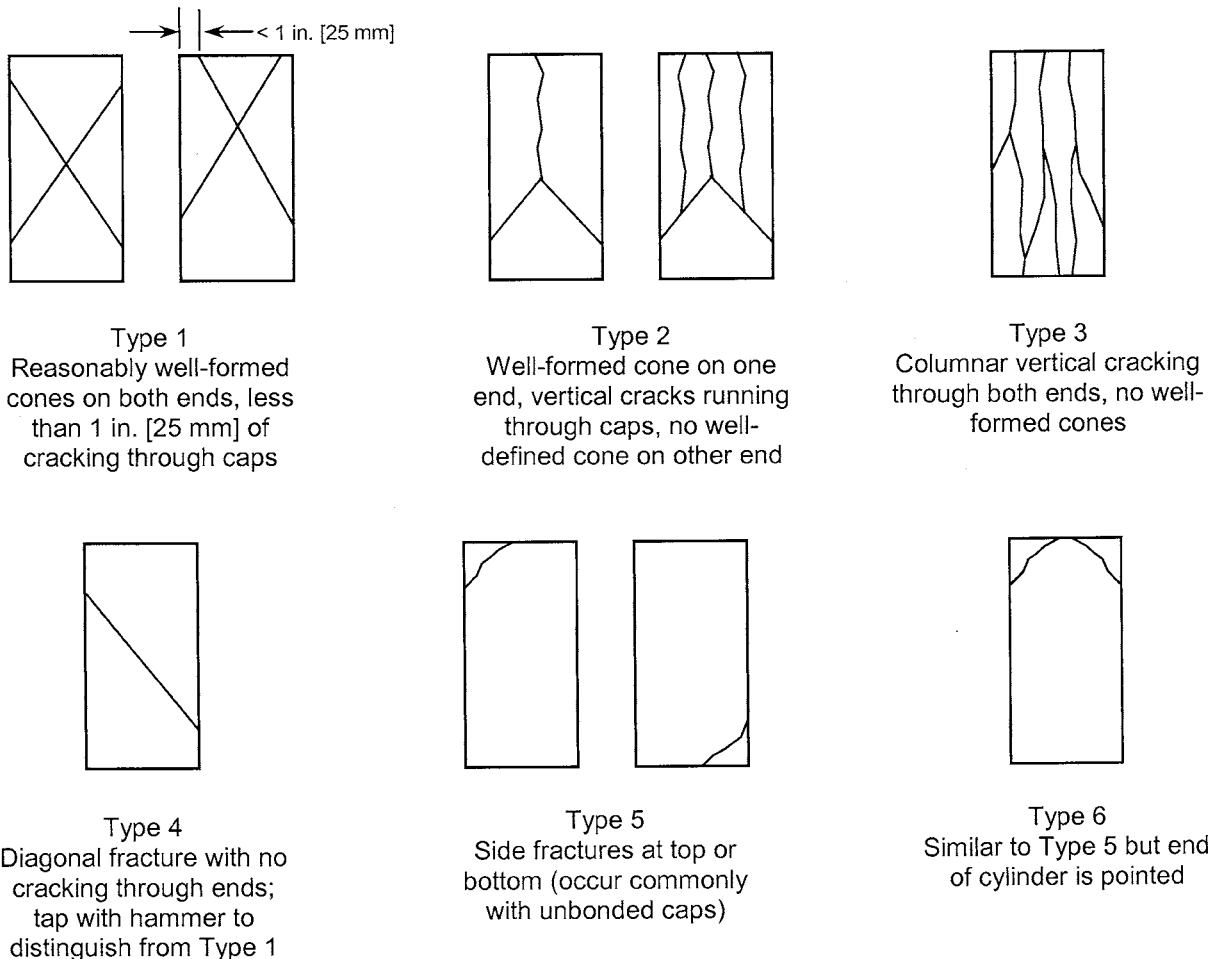 < 1 in. [25 mm]
Type 1
Reasonably well-formed
cones on both ends, less
than 1 in. [25 mm] of
cracking through caps
Type 2
Well-formed cone on one
end, vertical cracks running
through caps, no well-
defined cone on other end
Type 3
Columnar vertical cracking
through both ends, no well-
formed cones
Type 4
Diagonal fracture with no
cracking through ends;
tap with hammer to
distinguish from Type 1
Type 5
Side fractures at top or
bottom (occur commonly
with unbonded caps)
Type 6
Similar to Type 5 but end
of cylinder is pointed